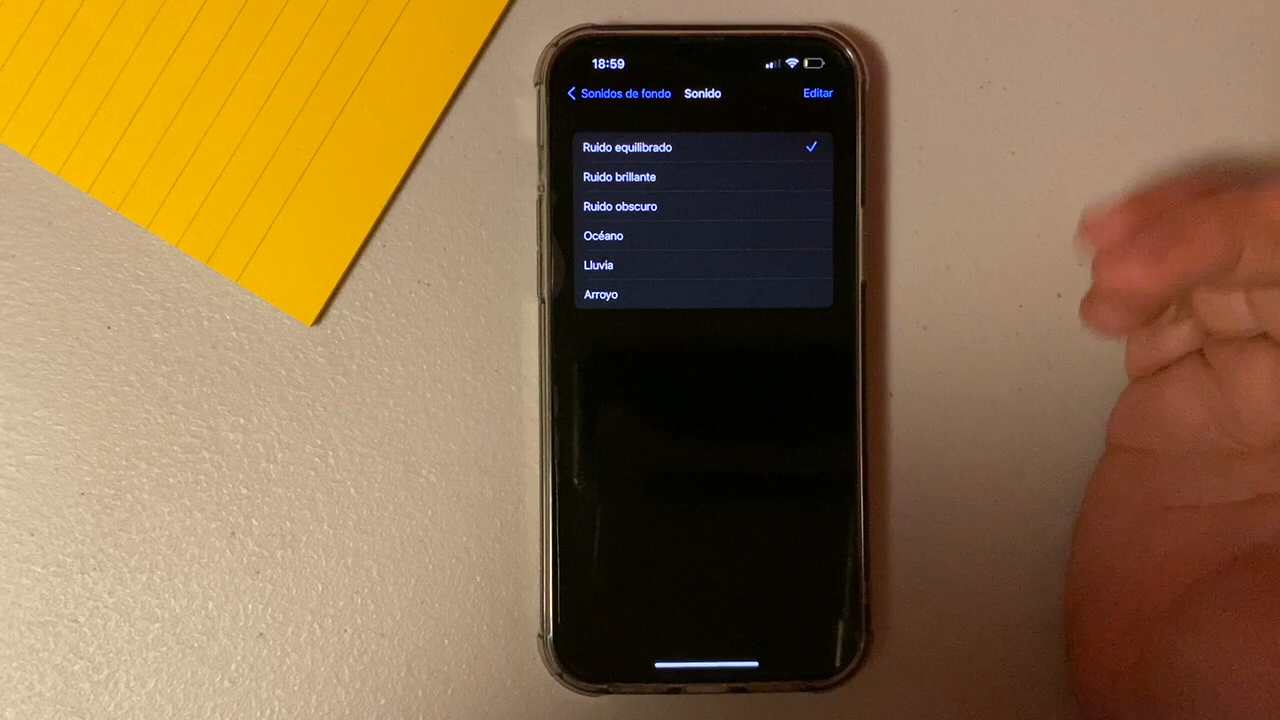 18:59
Sonidos de fondo Sonido Editar
Ruido equilibrado
Ruido brillante
Ruido obscuro
Océano
Lluvia
Arroyo